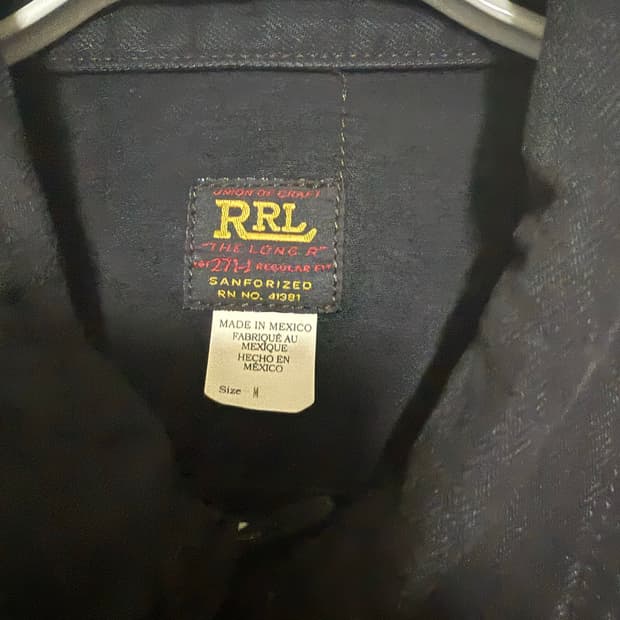 UNION OF CRAFT
RRL
"THE LONG R"
REGULAR FIT
SANFORIZED
RN NO. 41381
MADE IN MEXICO
FABRIQUÉ AU
MEXIQUE
HECHO EN
MÉXICO
Size M